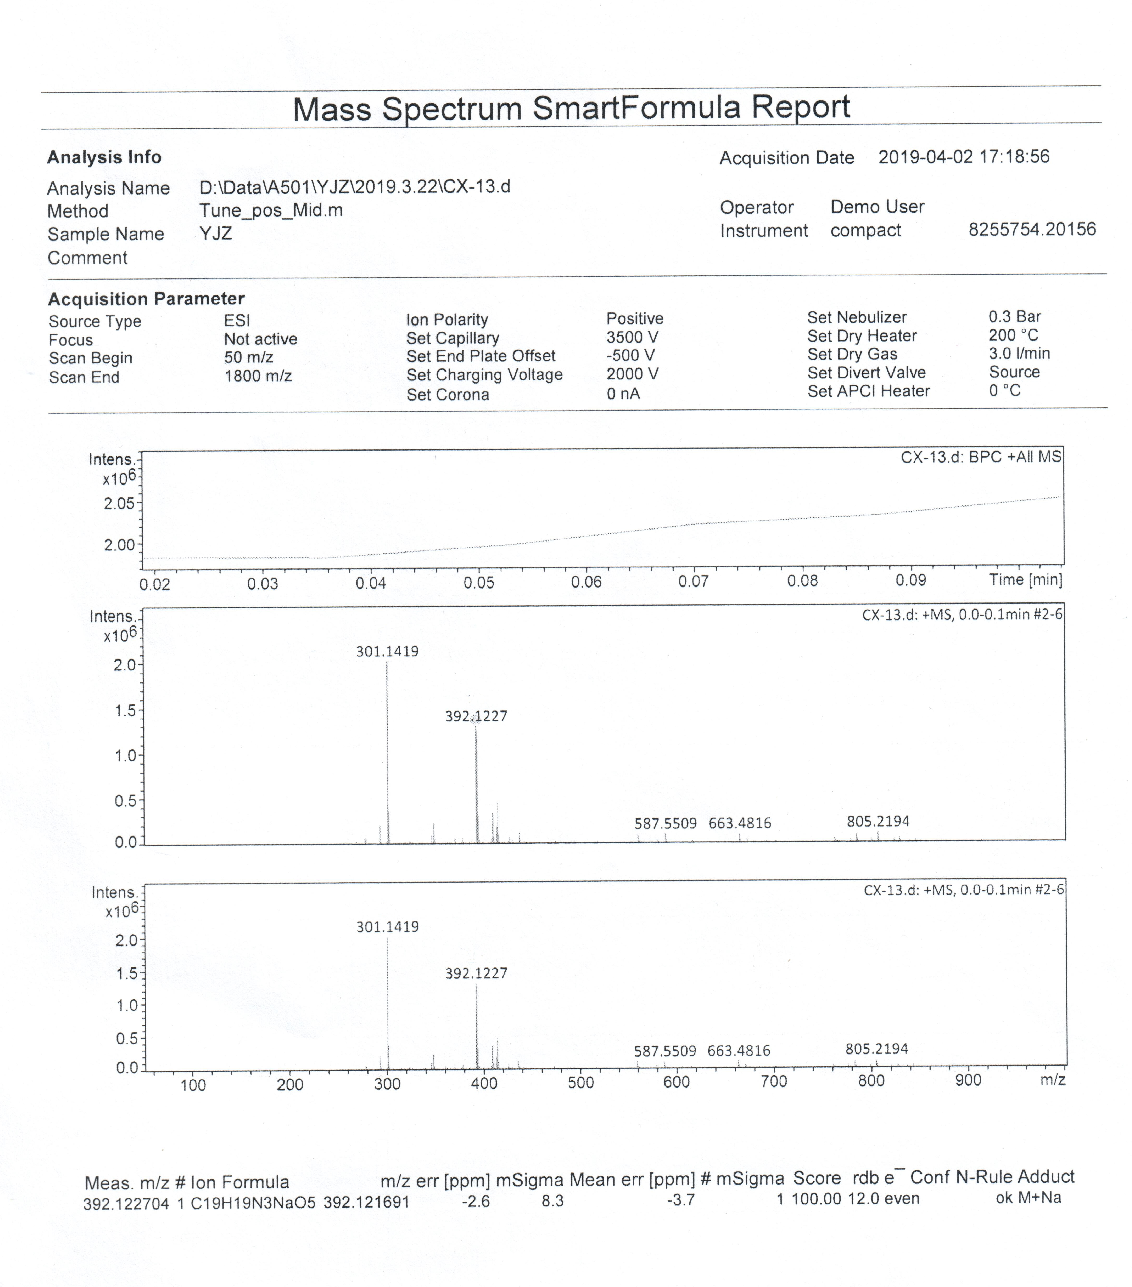 Mass Spectrum SmartFormula Report
Analysis Info
Acquisition Date 2019-04-02 17:18:56
Analysis Name D:\Data\A501\YJZ\2019.3.22\CX-13.d
Method Tune_pos_Mid.m
Operator Demo User
Sample Name YJZ
Instrument compact 8255754.20156
Comment
Acquisition Parameter
Source Type ESI Ion Polarity Positive Set Nebulizer 0.3 Bar
Focus Not active Set Capillary 3500 V Set Dry Heater 200 °C
Scan Begin 50 m/z Set End Plate Offset -500 V Set Dry Gas 3.0 l/min
Scan End 1800 m/z Set Charging Voltage 2000 V Set Divert Valve Source
Set Corona 0 nA Set APCI Heater 0 °C
Intens. CX-13.d: BPC +All MS
x106
2.05
2.00
0.02 0.03 0.04 0.05 0.06 0.07 0.08 0.09 Time [min]
Intens. CX-13.d: +MS, 0.0-0.1min #2-6
x106
301.1419
2.0
1.5 392.1227
1.0
0.5
587.5509 663.4816 805.2194
0.0
Intens. CX-13.d: +MS, 0.0-0.1min #2-6
x106
301.1419
2.0
1.5 392.1227
1.0
0.5
587.5509 663.4816 805.2194
0.0
100 200 300 400 500 600 700 800 900 m/z
Meas. m/z # Ion Formula m/z err [ppm] mSigma Mean err [ppm] # mSigma Score rdb e¯ Conf N-Rule Adduct
392.122704 1 C19H19N3NaO5 392.121691 -2.6 8.3 -3.7 1 100.00 12.0 even ok M+Na